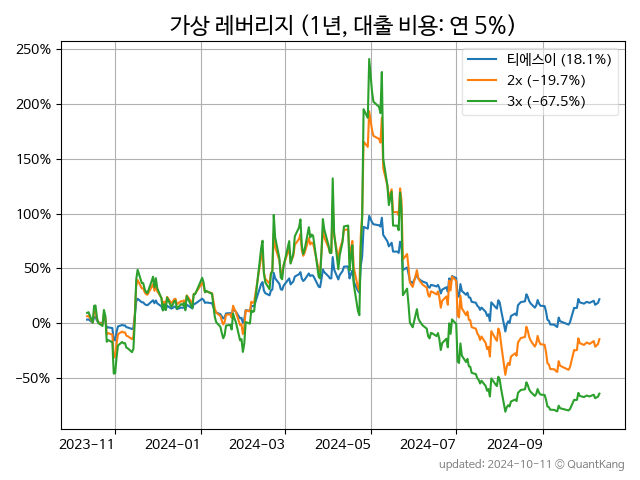 가상 레버리지 (1년, 대출 비용: 연 5%)
250%
200%
150%
100%
50%
0%
−50%
티에스이 (18.1%)
2x (−19.7%)
3x (−67.5%)
2023-11 2024-01 2024-03 2024-05 2024-07 2024-09
updated: 2024-10-11 © QuantKang